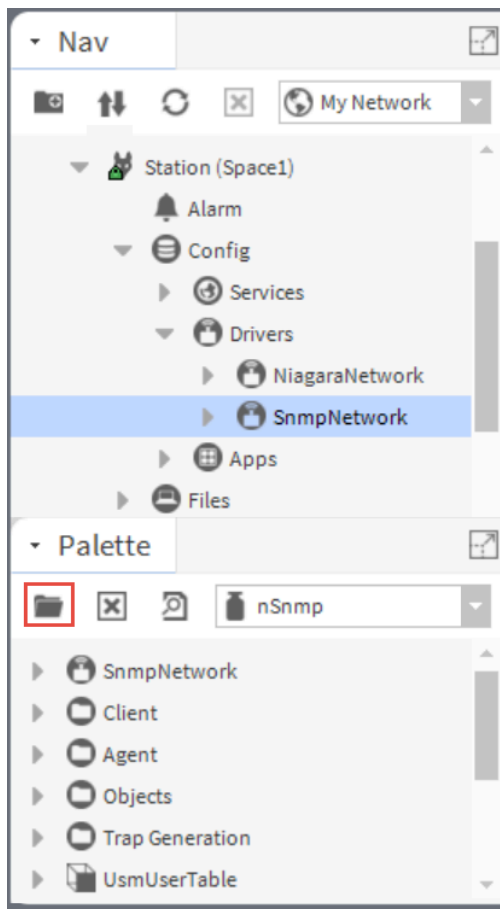 Nav
My Network
Station (Space1)
Alarm
Config
Services
Drivers
NiagaraNetwork
SnmpNetwork
Apps
Files
Palette
nSnmp
SnmpNetwork
Client
Agent
Objects
Trap Generation
UsmUserTable